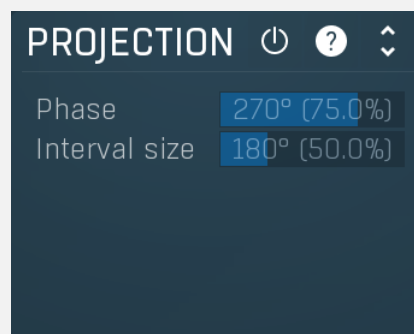 PROJECTION ?
Phase 270° (75.0%)
Interval size 180° (50.0%)